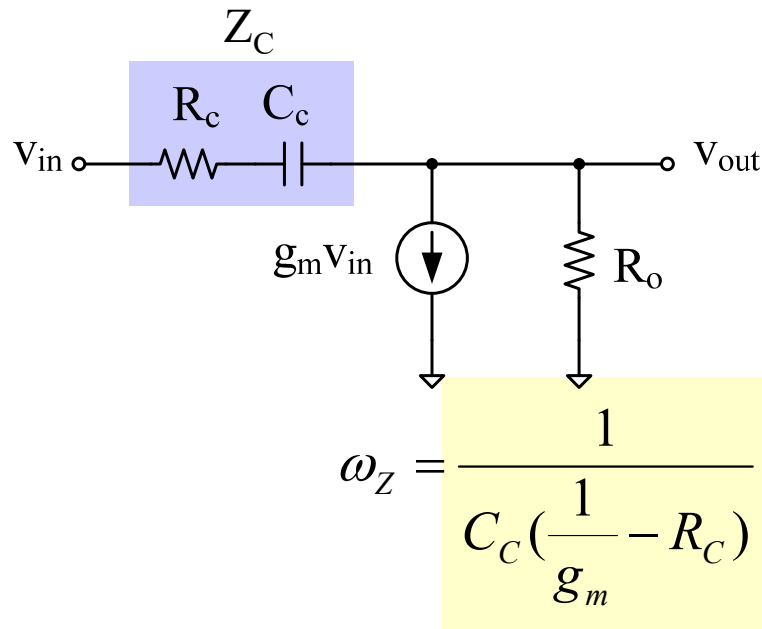 Z_C
R_c C_c
v_in v_out
g_m v_in R_o
ω_Z = 1 / (C_C (1/g_m − R_C))